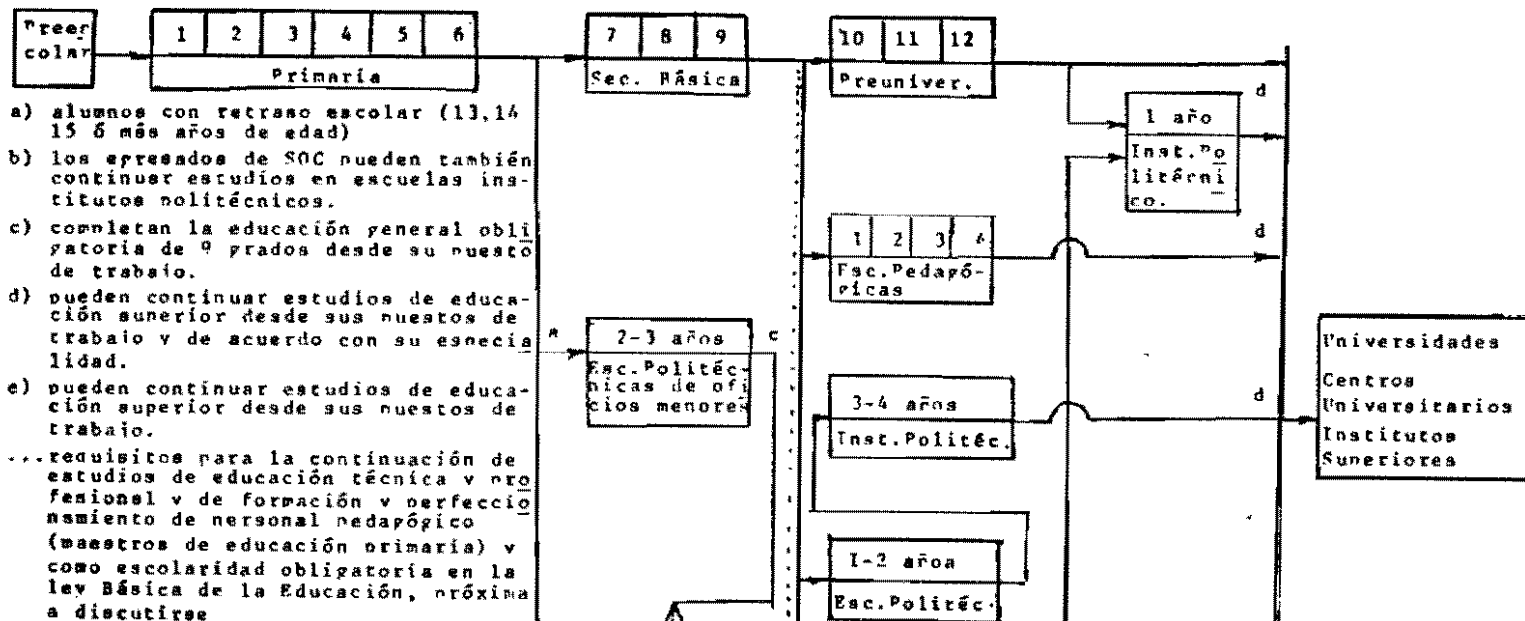 Preescolar
1 2 3 4 5 6
Primaria
7 8 9
Sec. Básica
10 11 12
Preuniver.
d
1 año
Inst.Po
litécni
co.
a) alumnos con retraso escolar (13,14
15 ó más años de edad)
b) los egresados de SOC pueden también
continuar estudios en escuelas ins-
titutos politécnicos.
c) completan la educación general obli
gatoria de 9 grados desde su puesto
de trabajo.
d) pueden continuar estudios de educa-
ción superior desde sus puestos de
trabajo y de acuerdo con su especia
lidad.
e) pueden continuar estudios de educa-
ción superior desde sus puestos de
trabajo.
...requisitos para la continuación de
estudios de educación técnica y pro
fesional y de formación y perfeccio
namiento de personal pedagógico
(maestros de educación primaria) y
como escolaridad obligatoria en la
ley Básica de la Educación, próxima
a discutirse
1 2 3 4
d
Esc.Pedagó-
gicas
a
2-3 años
c
Esc.Politéc-
nicas de ofi
cios menores
3-4 años
d
Inst.Politéc.
1-2 años
Esc.Politéc.
Universidades
Centros
Universitarios
Institutos
Superiores